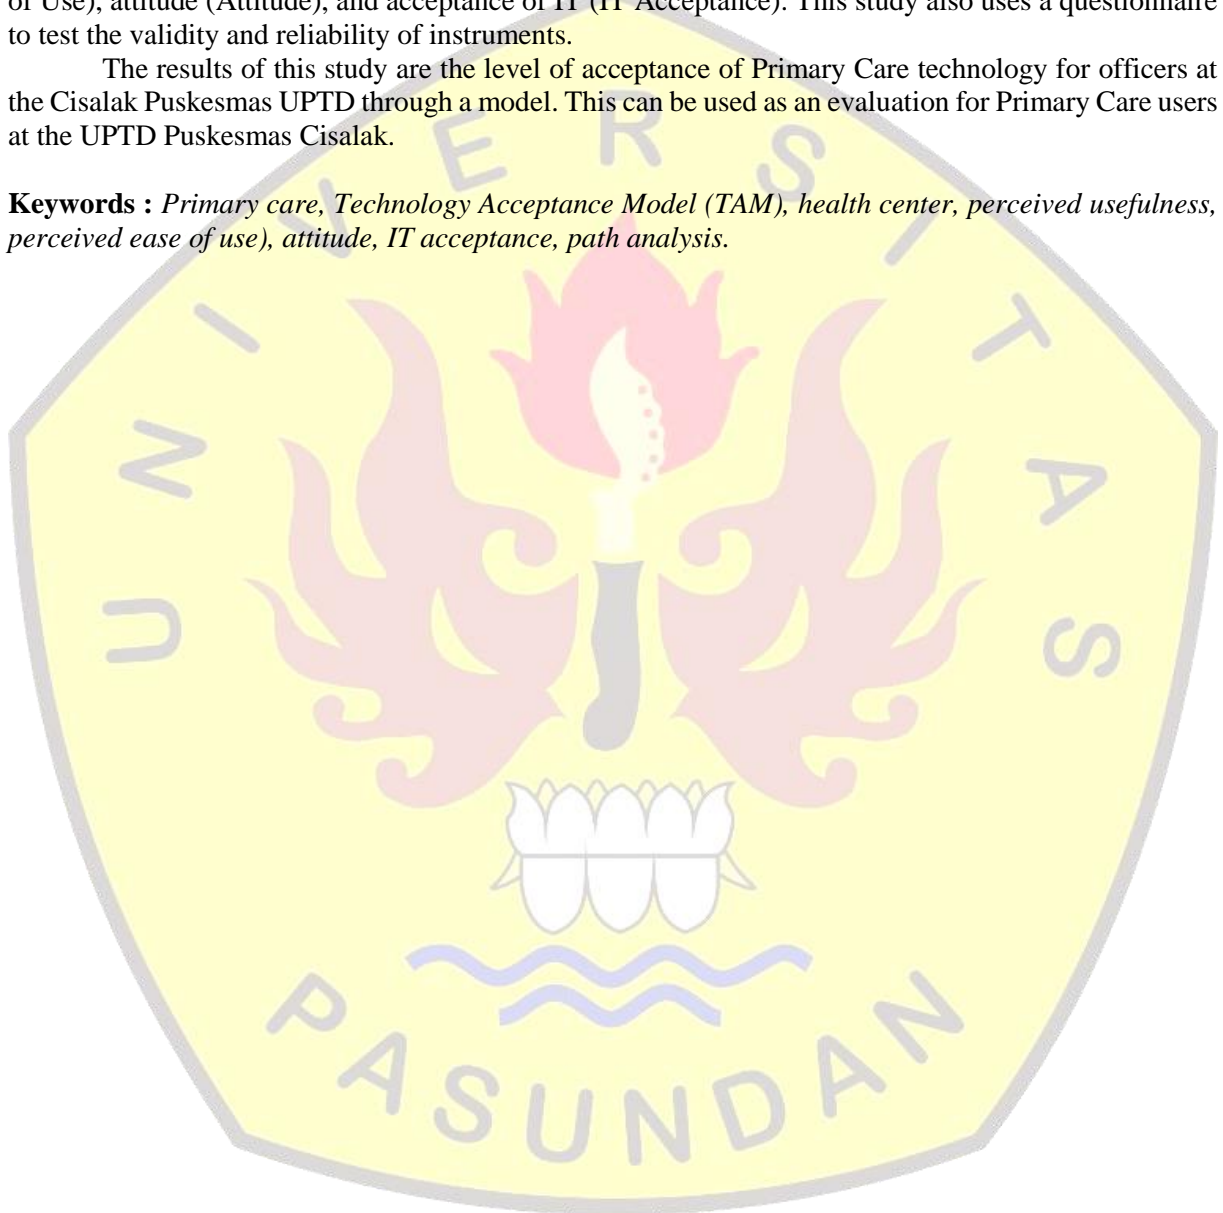 of Use), attitude (Attitude), and acceptance of IT (IT Acceptance). This study also uses a questionnaire
to test the validity and reliability of instruments.
The results of this study are the level of acceptance of Primary Care technology for officers at
the Cisalak Puskesmas UPTD through a model. This can be used as an evaluation for Primary Care users
at the UPTD Puskesmas Cisalak.
Keywords : Primary care, Technology Acceptance Model (TAM), health center, perceived usefulness,
perceived ease of use), attitude, IT acceptance, path analysis.
UNIVERSITAS
PASUNDAN